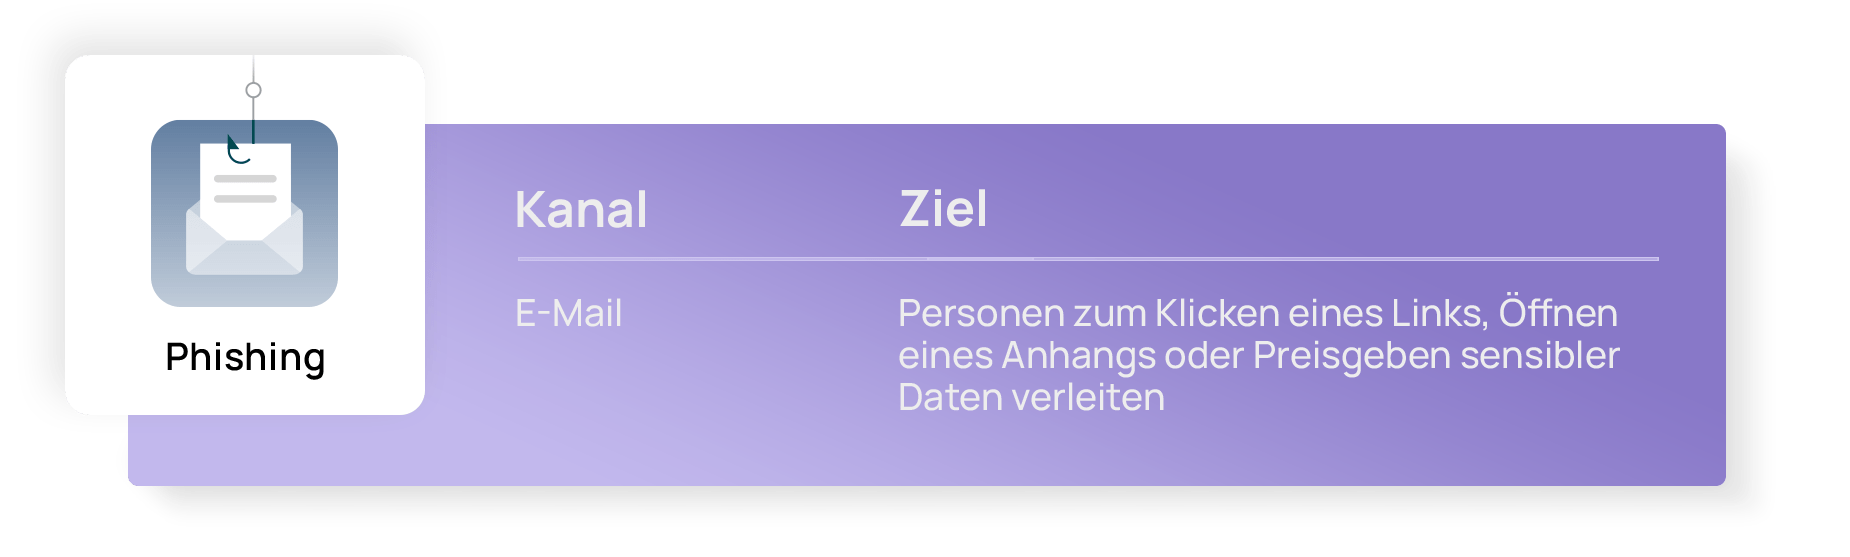 Phishing
Kanal
Ziel
E-Mail
Personen zum Klicken eines Links, Öffnen
eines Anhangs oder Preisgeben sensibler
Daten verleiten